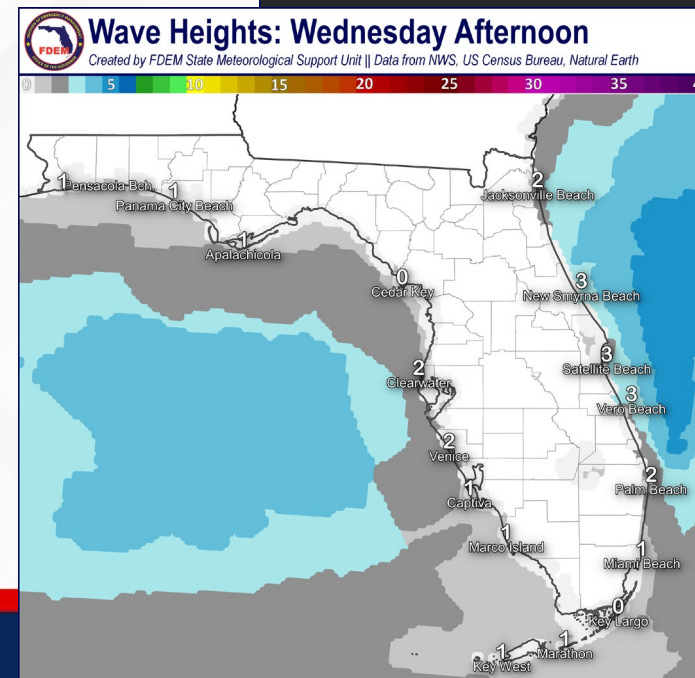 FDEM
Wave Heights: Wednesday Afternoon
Created by FDEM State Meteorological Support Unit || Data from NWS, US Census Bureau, Natural Earth
0 5 10 15 20 25 30 35
1
Pensacola Bch.
1
Panama City Beach
1
Apalachicola
2
Jacksonville Beach
0
Cedar Key
3
New Smyrna Beach
3
Satellite Beach
2
Clearwater
3
Vero Beach
2
Venice
2
Palm Beach
1
Captiva
1
Marco Island
1
Miami Beach
0
Key Largo
1
Marathon
1
Key West